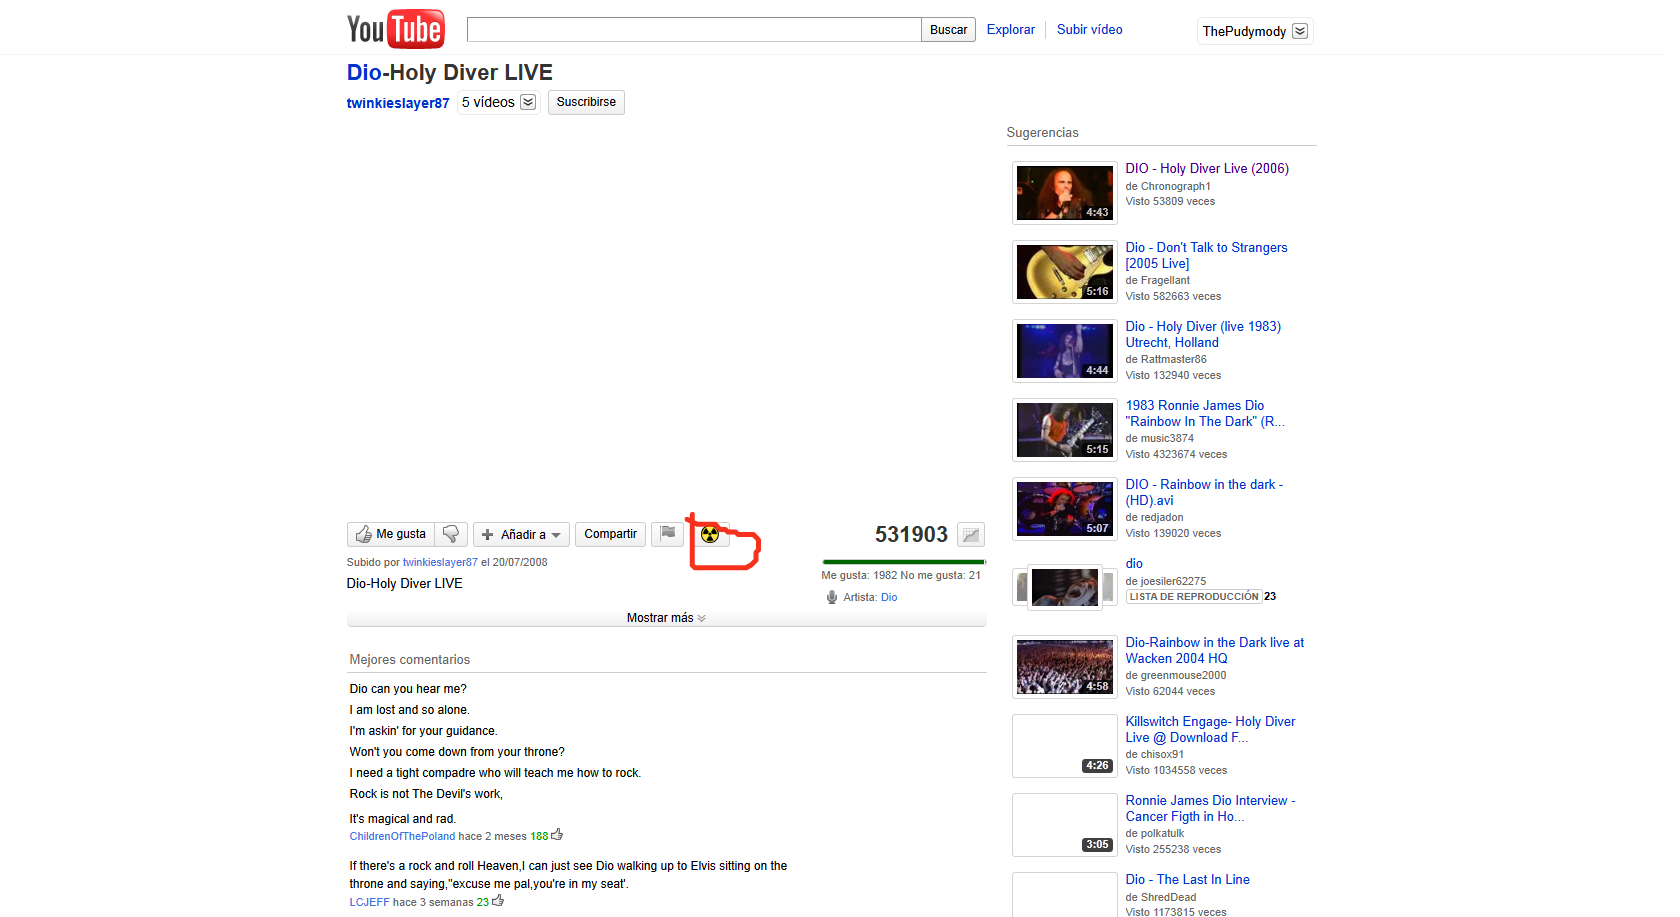 YouTube
Buscar
Explorar
Subir vídeo
ThePudymody
Dio-Holy Diver LIVE
twinkieslayer87
5 vídeos
Suscribirse
Me gusta
Añadir a
Compartir
531903
Subido por twinkieslayer87 el 20/07/2008
Dio-Holy Diver LIVE
Me gusta: 1982 No me gusta: 21
Artista: Dio
Mostrar más
Mejores comentarios
Dio can you hear me?
I am lost and so alone.
I'm askin' for your guidance.
Won't you come down from your throne?
I need a tight compadre who will teach me how to rock.
Rock is not The Devil's work,
It's magical and rad.
ChildrenOfThePoland hace 2 meses 188
If there's a rock and roll Heaven,I can just see Dio walking up to Elvis sitting on the
throne and saying,"excuse me pal,you're in my seat'.
LCJEFF hace 3 semanas 23
Sugerencias
4:43
DIO - Holy Diver Live (2006)
de Chronograph1
Visto 53809 veces
5:16
Dio - Don't Talk to Strangers
[2005 Live]
de Fragellant
Visto 582663 veces
4:44
Dio - Holy Diver (live 1983)
Utrecht, Holland
de Rattmaster86
Visto 132940 veces
5:15
1983 Ronnie James Dio
"Rainbow In The Dark" (R...
de music3874
Visto 4323674 veces
5:07
DIO - Rainbow in the dark -
(HD).avi
de redjadon
Visto 139020 veces
dio
de joesiler62275
LISTA DE REPRODUCCIÓN 23
4:58
Dio-Rainbow in the Dark live at
Wacken 2004 HQ
de greenmouse2000
Visto 62044 veces
4:26
Killswitch Engage- Holy Diver
Live @ Download F...
de chisox91
Visto 1034558 veces
3:05
Ronnie James Dio Interview -
Cancer Figth in Ho...
de polkatulk
Visto 255238 veces
Dio - The Last In Line
de ShredDead
Visto 1173815 veces